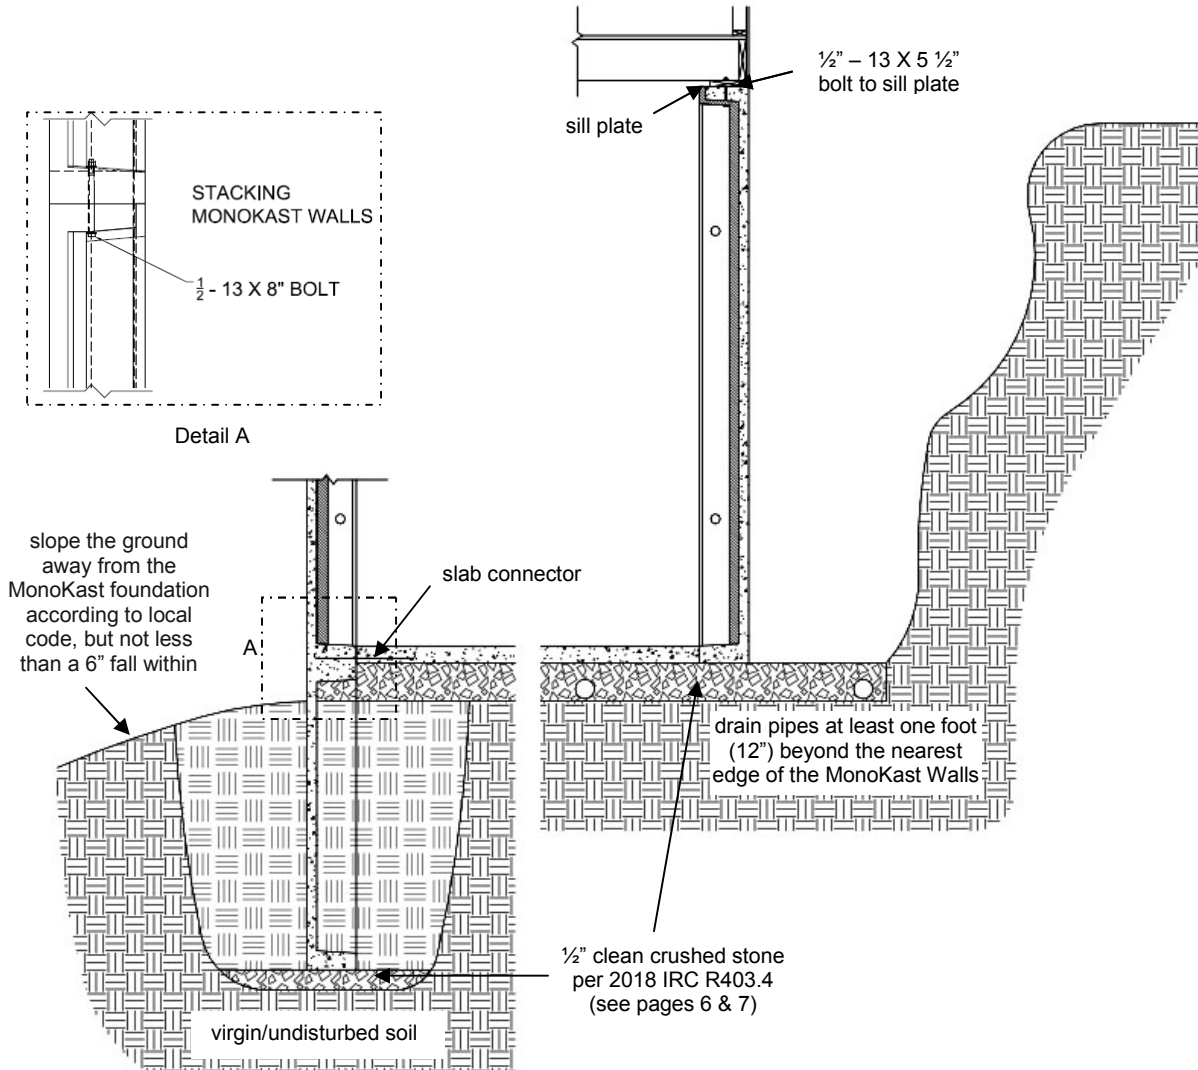 ½” – 13 X 5 ½”
bolt to sill plate
sill plate
STACKING
MONOKAST WALLS
½ - 13 X 8" BOLT
Detail A
slope the ground
away from the
MonoKast foundation
according to local
code, but not less
than a 6” fall within
slab connector
A
drain pipes at least one foot
(12”) beyond the nearest
edge of the MonoKast Walls
½” clean crushed stone
per 2018 IRC R403.4
(see pages 6 & 7)
virgin/undisturbed soil